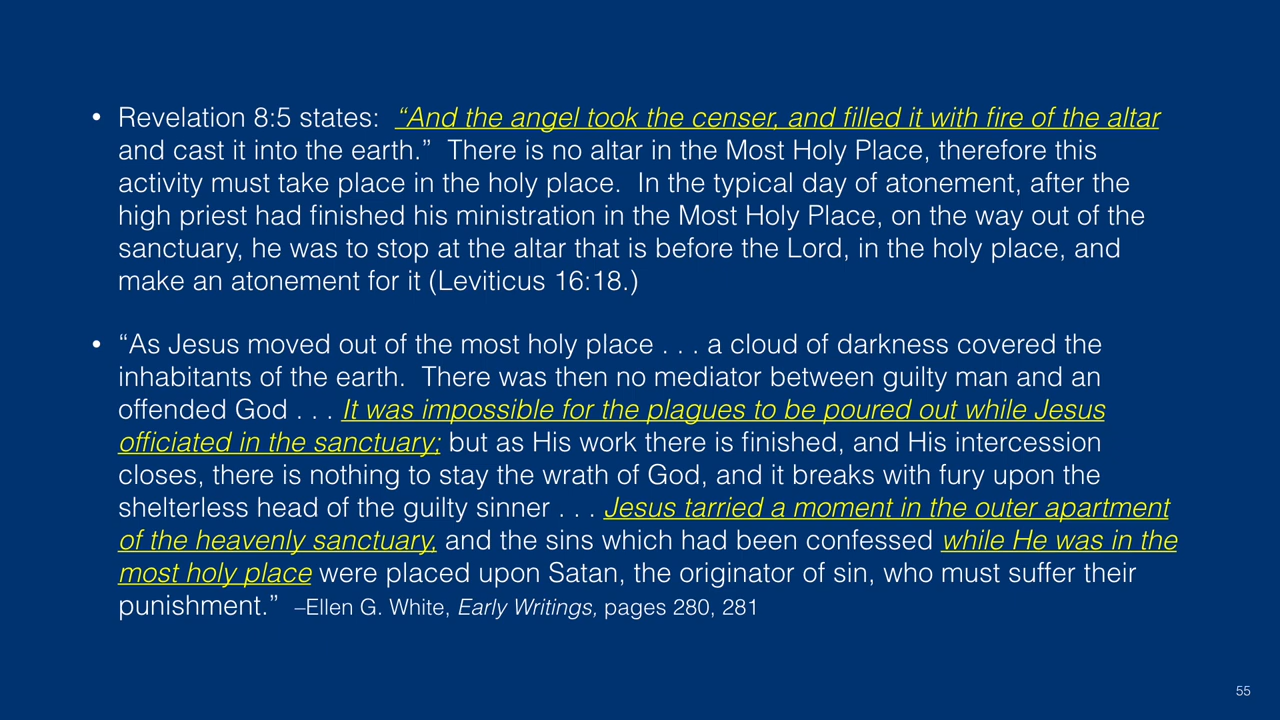 • Revelation 8:5 states:  “And the angel took the censer, and filled it with fire of the altar
and cast it into the earth.”  There is no altar in the Most Holy Place, therefore this
activity must take place in the holy place.  In the typical day of atonement, after the
high priest had finished his ministration in the Most Holy Place, on the way out of the
sanctuary, he was to stop at the altar that is before the Lord, in the holy place, and
make an atonement for it (Leviticus 16:18.)
• “As Jesus moved out of the most holy place . . . a cloud of darkness covered the
inhabitants of the earth.  There was then no mediator between guilty man and an
offended God . . . It was impossible for the plagues to be poured out while Jesus
officiated in the sanctuary; but as His work there is finished, and His intercession
closes, there is nothing to stay the wrath of God, and it breaks with fury upon the
shelterless head of the guilty sinner . . . Jesus tarried a moment in the outer apartment
of the heavenly sanctuary, and the sins which had been confessed while He was in the
most holy place were placed upon Satan, the originator of sin, who must suffer their
punishment.”  –Ellen G. White, Early Writings, pages 280, 281
55